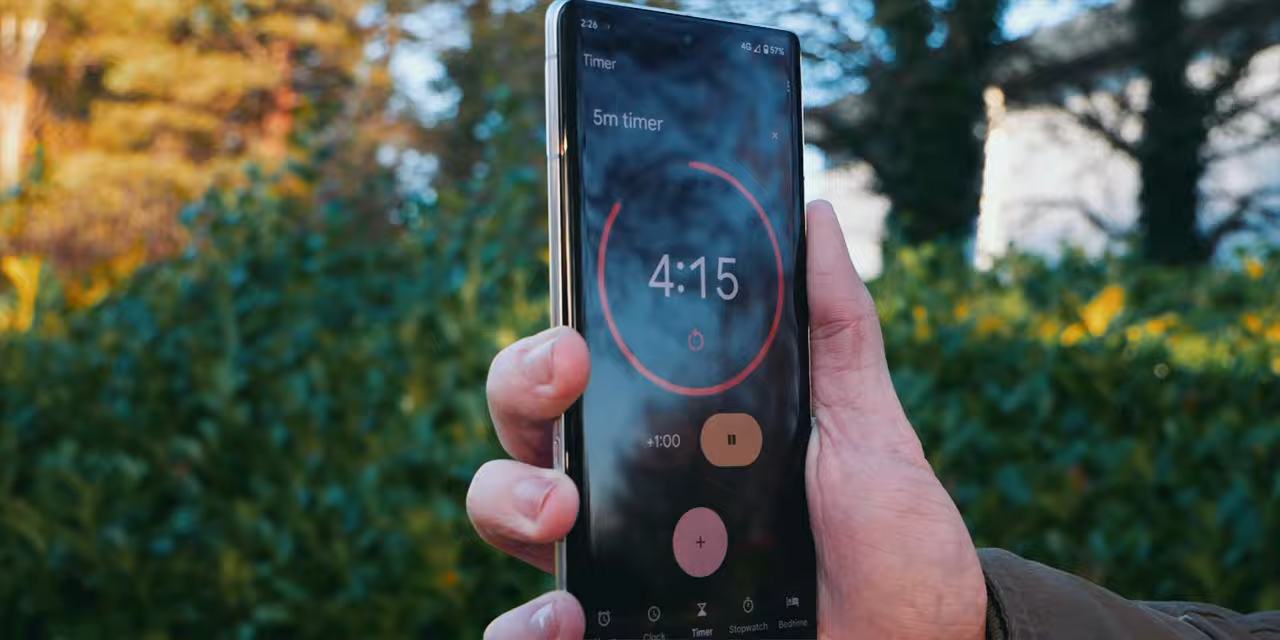 2:26
4G 57%
Timer
5m timer
4:15
+1:00
Clock Timer Stopwatch Bedtime